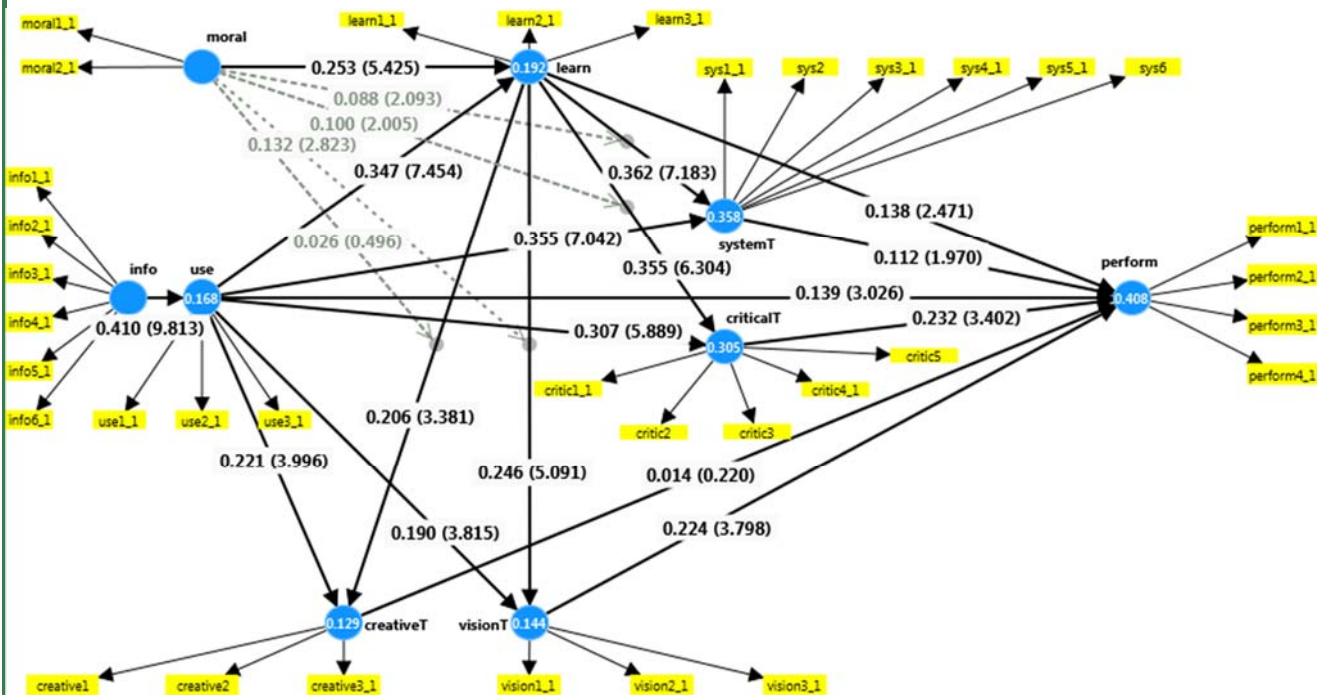 moral1_1
moral
learn1_1
learn2_1
learn3_1
moral2_1
0.253 (5.425)
0.192
learn
sys1_1
sys2
sys3_1
sys4_1
sys5_1
sys6
0.088 (2.093)
0.100 (2.005)
0.132 (2.823)
0.347 (7.454)
0.362 (7.183)
info1_1
info2_1
info3_1
info4_1
info5_1
info6_1
info
use
0.168
0.410 (9.813)
0.026 (0.496)
0.355 (7.042)
0.358
systemT
0.138 (2.471)
0.112 (1.970)
0.355 (6.304)
perform
0.408
perform1_1
perform2_1
perform3_1
perform4_1
0.139 (3.026)
criticalT
0.232 (3.402)
0.307 (5.889)
0.305
critic5
critic1_1
critic4_1
critic2
critic3
use1_1
use2_1
use3_1
0.206 (3.381)
0.221 (3.996)
0.246 (5.091)
0.014 (0.220)
0.190 (3.815)
0.224 (3.798)
0.129
creativeT
visionT
0.144
creative1
creative2
creative3_1
vision1_1
vision2_1
vision3_1